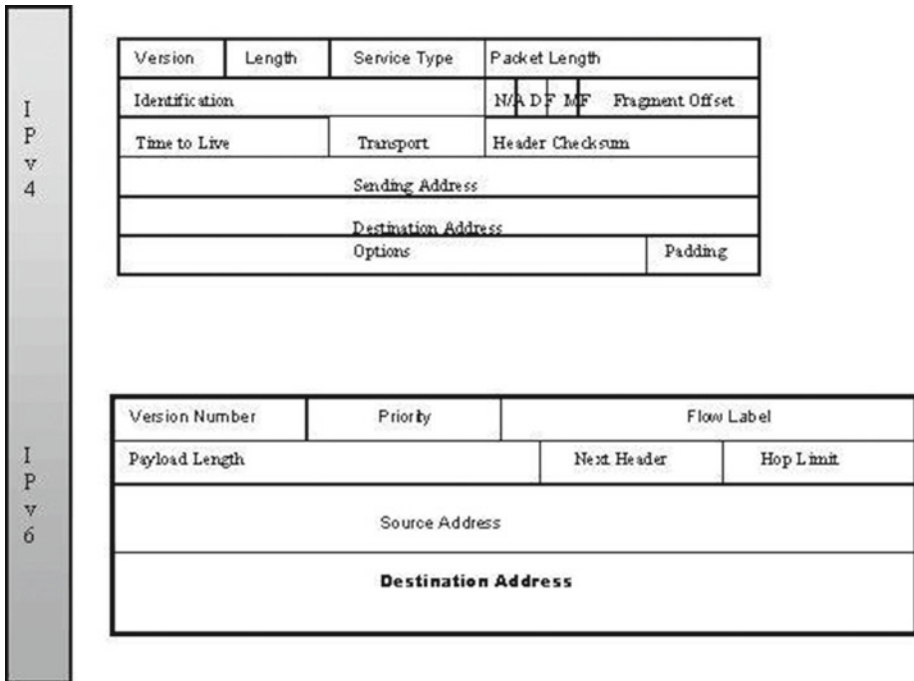 IPv4
Version Length Service Type Packet Length
Identification N/A DF MF Fragment Offset
Time to Live Transport Header Checksum
Sending Address
Destination Address
Options Padding
IPv6
Version Number Priority Flow Label
Payload Length Next Header Hop Limit
Source Address
Destination Address